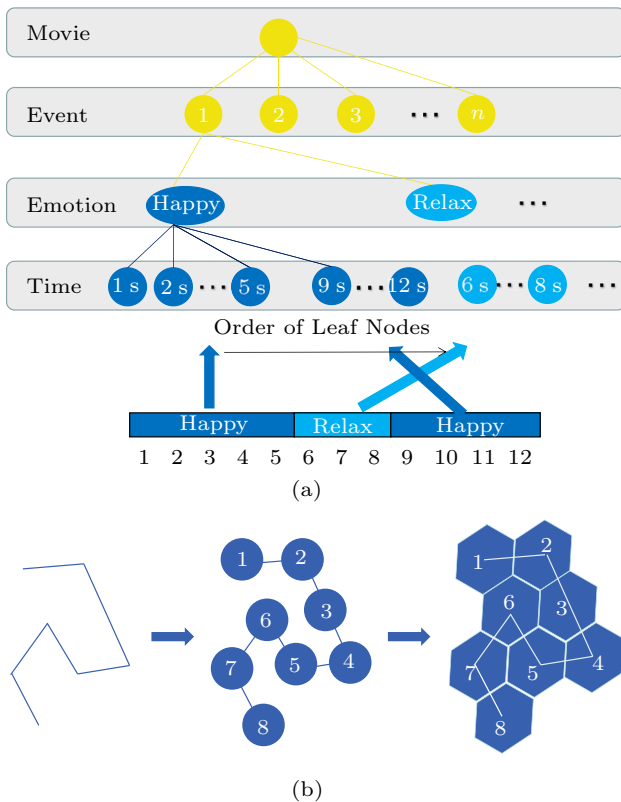 Movie
Event 1 2 3 ··· n
Emotion Happy Relax ···
Time 1 s 2 s ··· 5 s 9 s ··· 12 s 6 s ··· 8 s ···
Order of Leaf Nodes
Happy Relax Happy
1 2 3 4 5 6 7 8 9 10 11 12
(a)
1 2
3
6
7 5 4
8
2
1
6 3
7 5 4
8
(b)